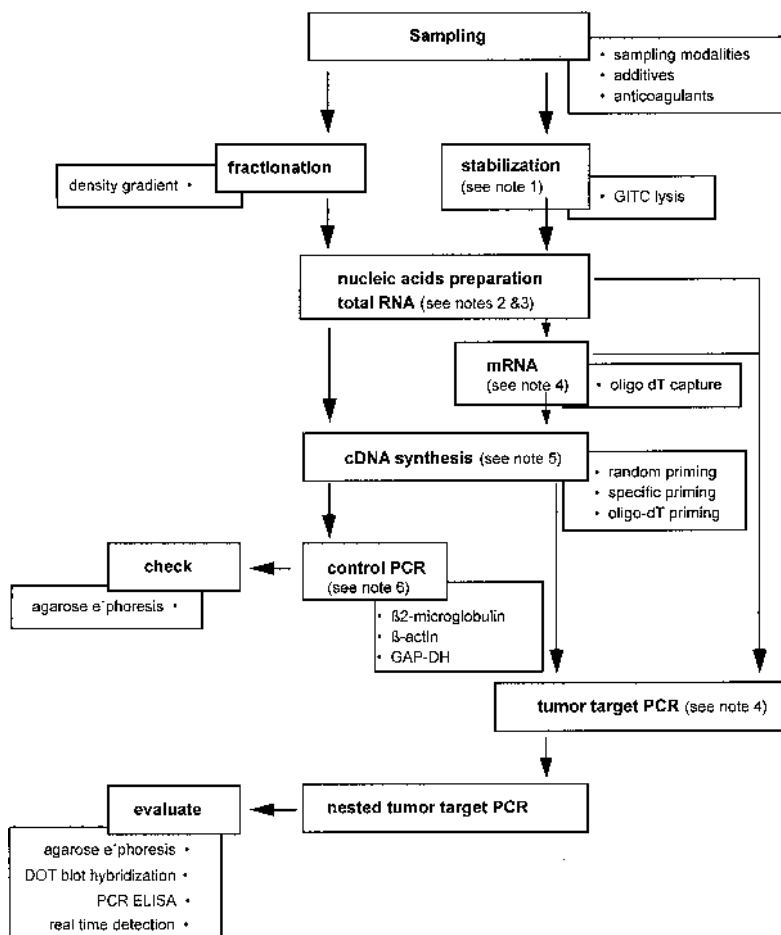 Sampling
• sampling modalities
• additives
• anticoagulants
fractionation
density gradient •
stabilization
(see note 1)
• GITC lysis
nucleic acids preparation
total RNA (see notes 2 &3)
mRNA
(see note 4)
• oligo dT capture
cDNA synthesis (see note 5)
• random priming
• specific priming
• oligo-dT priming
control PCR
(see note 6)
check
agarose e´phoresis •
• ß2-microglobulin
• ß-actin
• GAP-DH
tumor target PCR (see note 4)
nested tumor target PCR
evaluate
agarose e´phoresis •
DOT blot hybridization •
PCR ELISA •
real time detection •